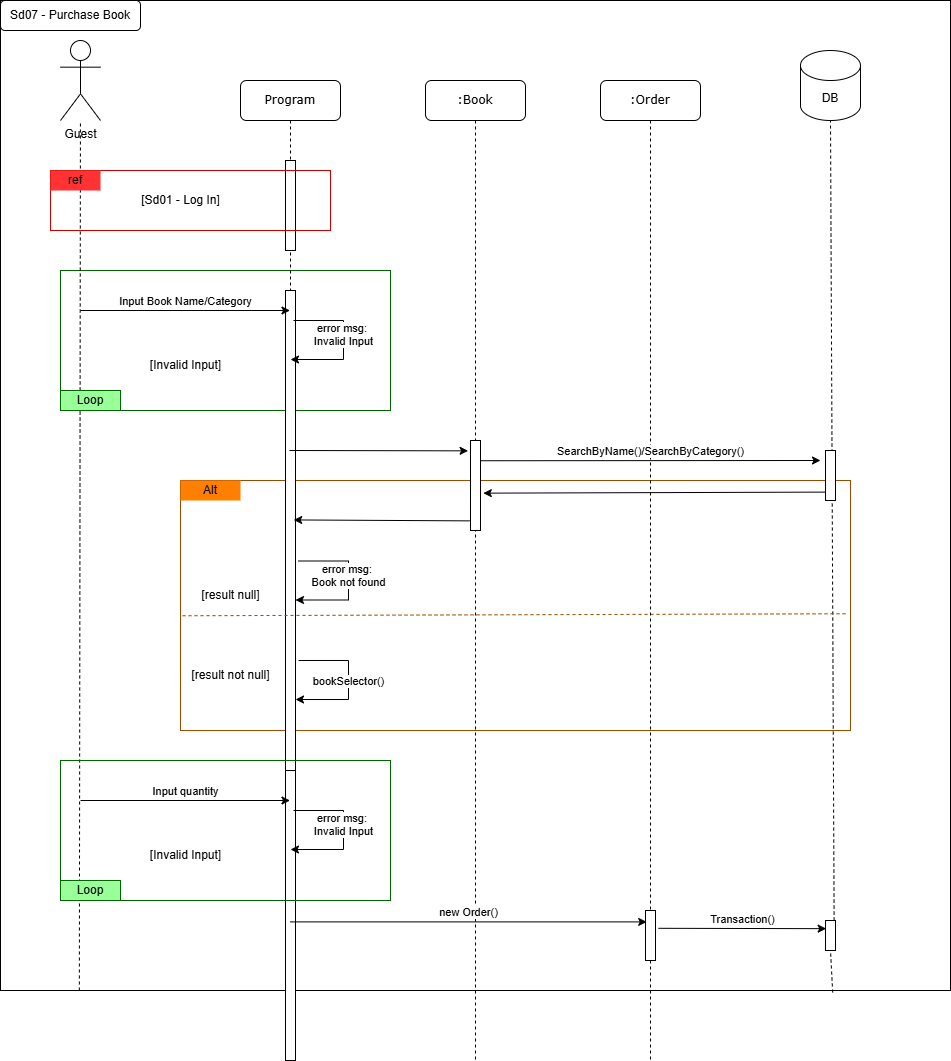 Sd07 - Purchase Book
Guest
Program
:Book
:Order
DB
ref
[Sd01 - Log In]
Input Book Name/Category
error msg:
Invalid Input
[Invalid Input]
Loop
SearchByName()/SearchByCategory()
Alt
error msg:
Book not found
[result null]
[result not null]
bookSelector()
Input quantity
error msg:
Invalid Input
[Invalid Input]
Loop
new Order()
Transaction()